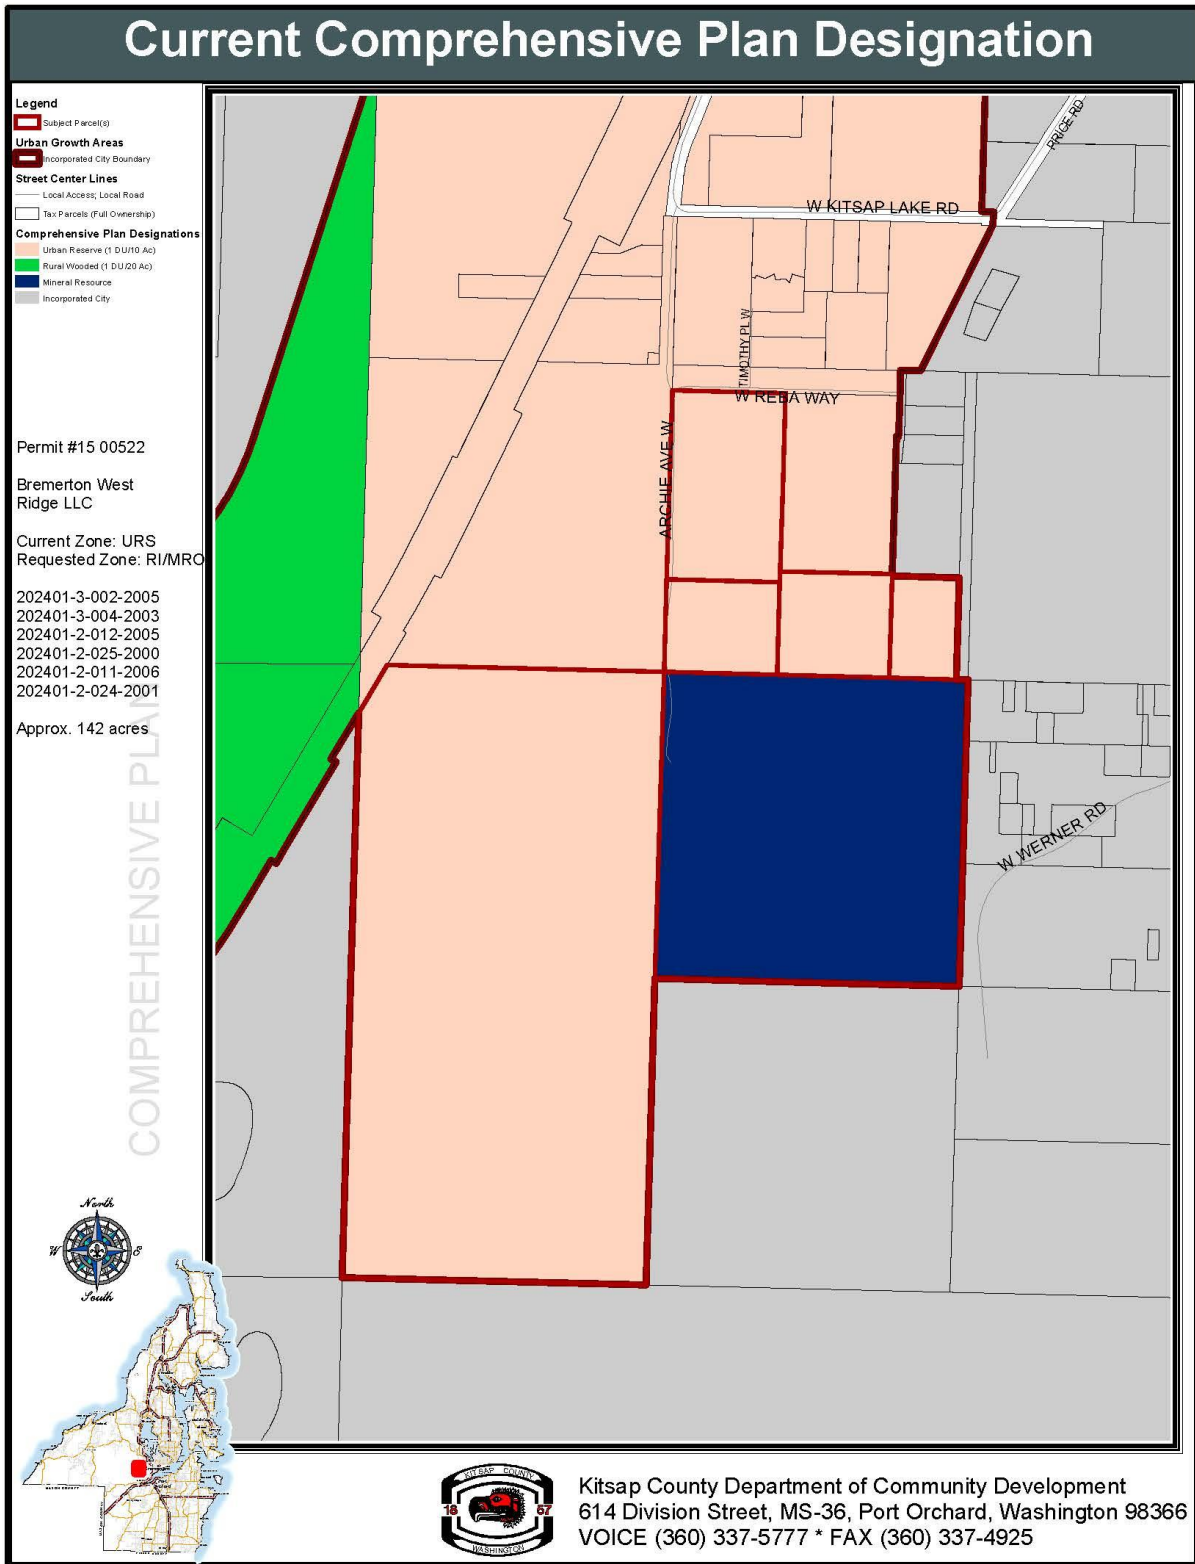 Current Comprehensive Plan Designation
Legend
Subject Parcel(s)
Urban Growth Areas
Incorporated City Boundary
Street Center Lines
Local Access; Local Road
Tax Parcels (Full Ownership)
Comprehensive Plan Designations
Urban Reserve (1 DU/10 Ac)
Rural Wooded (1 DU/20 Ac)
Mineral Resource
Incorporated City
Permit #15 00522
Bremerton West
Ridge LLC
Current Zone: URS
Requested Zone: RI/MRO
202401-3-002-2005
202401-3-004-2003
202401-2-012-2005
202401-2-025-2000
202401-2-011-2006
202401-2-024-2001
Approx. 142 acres
COMPREHENSIVE PLAN
PRICE RD
W KITSAP LAKE RD
TIMOTHY PL W
W REBA WAY
ARCHIE AVE W
W WERNER RD
North
W
E
South
KITSAP COUNTY
18 57
WASHINGTON
Kitsap County Department of Community Development
614 Division Street, MS-36, Port Orchard, Washington 98366
VOICE (360) 337-5777 * FAX (360) 337-4925